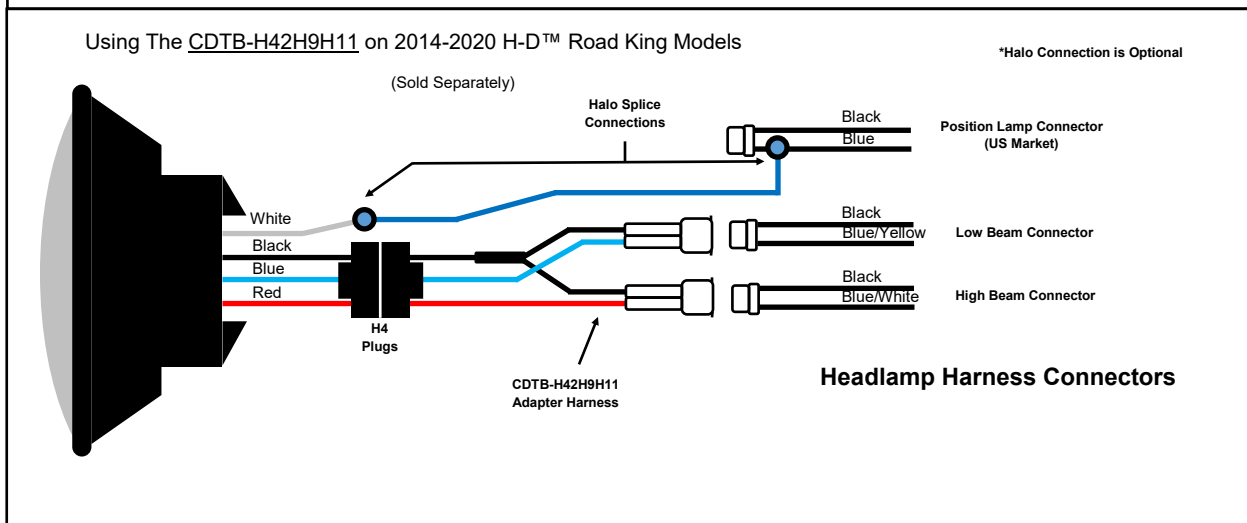 Using The CDTB-H42H9H11 on 2014-2020 H-D™ Road King Models
*Halo Connection is Optional
(Sold Separately)
Halo Splice
Connections
Black
Blue
Position Lamp Connector
(US Market)
White
Black
Blue
Red
Black
Blue/Yellow
Low Beam Connector
Black
Blue/White
High Beam Connector
H4
Plugs
CDTB-H42H9H11
Adapter Harness
Headlamp Harness Connectors